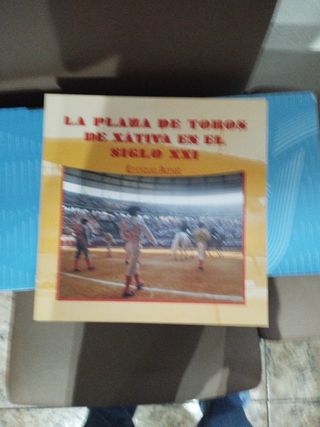 LA PLAZA DE TOROS
DE XÀTIVA EN EL
SIGLO XXI